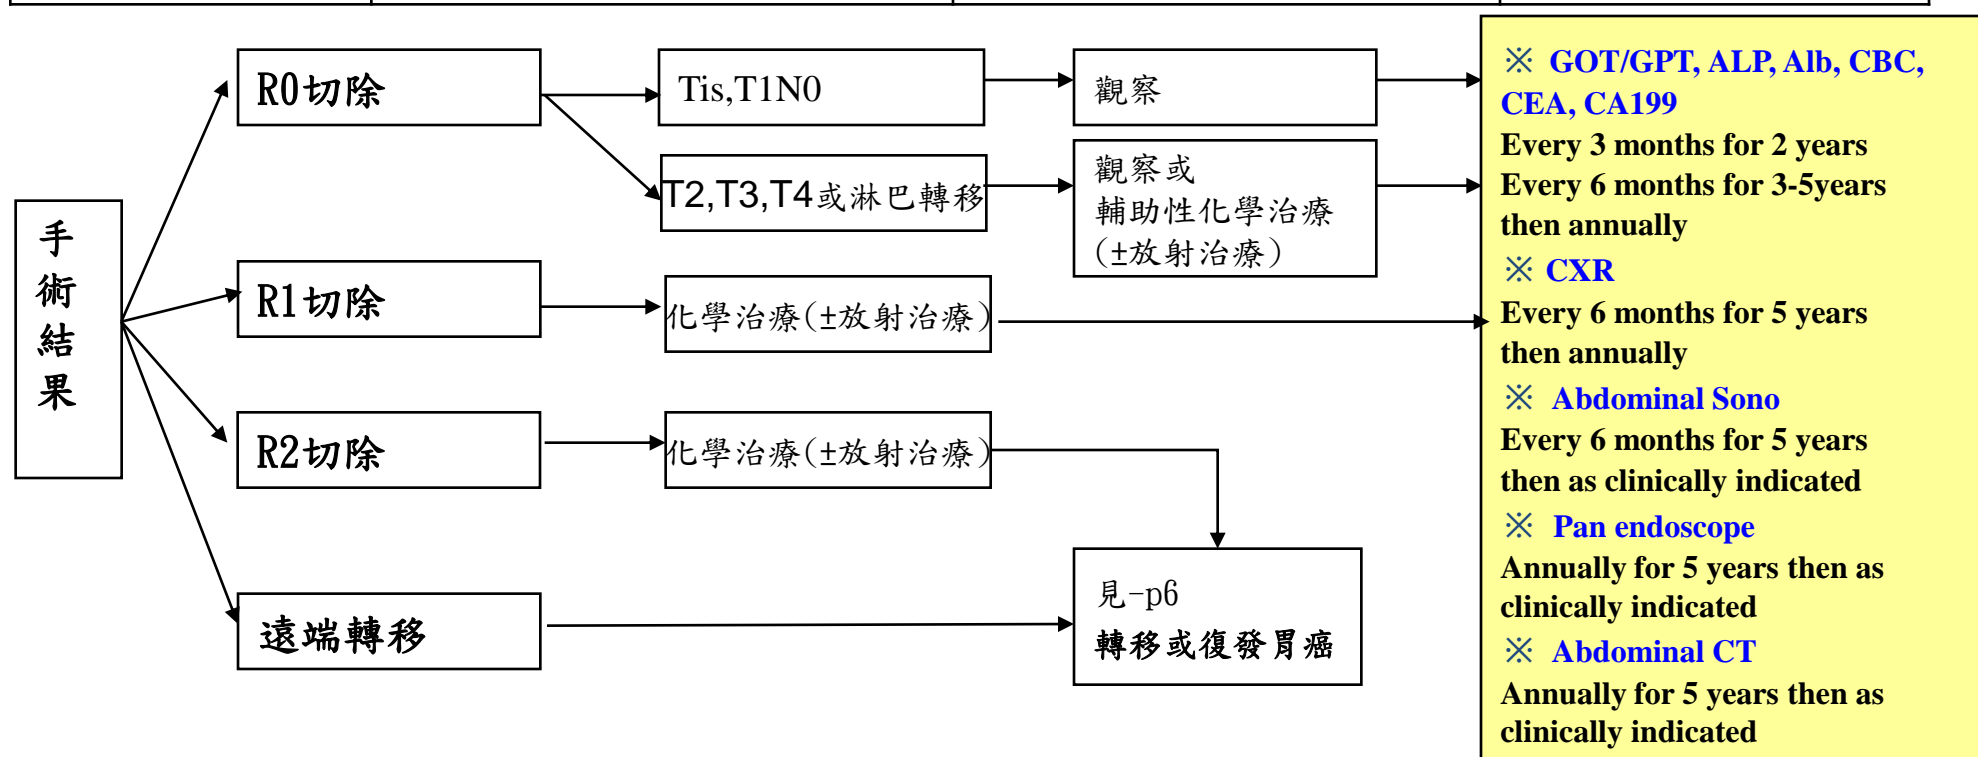 手
術
結
果
R0切除
Tis,T1N0
觀察
T2,T3,T4或淋巴轉移
觀察或
輔助性化學治療
(±放射治療)
R1切除
化學治療(±放射治療)
R2切除
化學治療(±放射治療)
遠端轉移
見-p6
轉移或復發胃癌
※ GOT/GPT, ALP, Alb, CBC,
CEA, CA199
Every 3 months for 2 years
Every 6 months for 3-5years
then annually
※ CXR
Every 6 months for 5 years
then annually
※ Abdominal Sono
Every 6 months for 5 years
then as clinically indicated
※ Pan endoscope
Annually for 5 years then as
clinically indicated
※ Abdominal CT
Annually for 5 years then as
clinically indicated